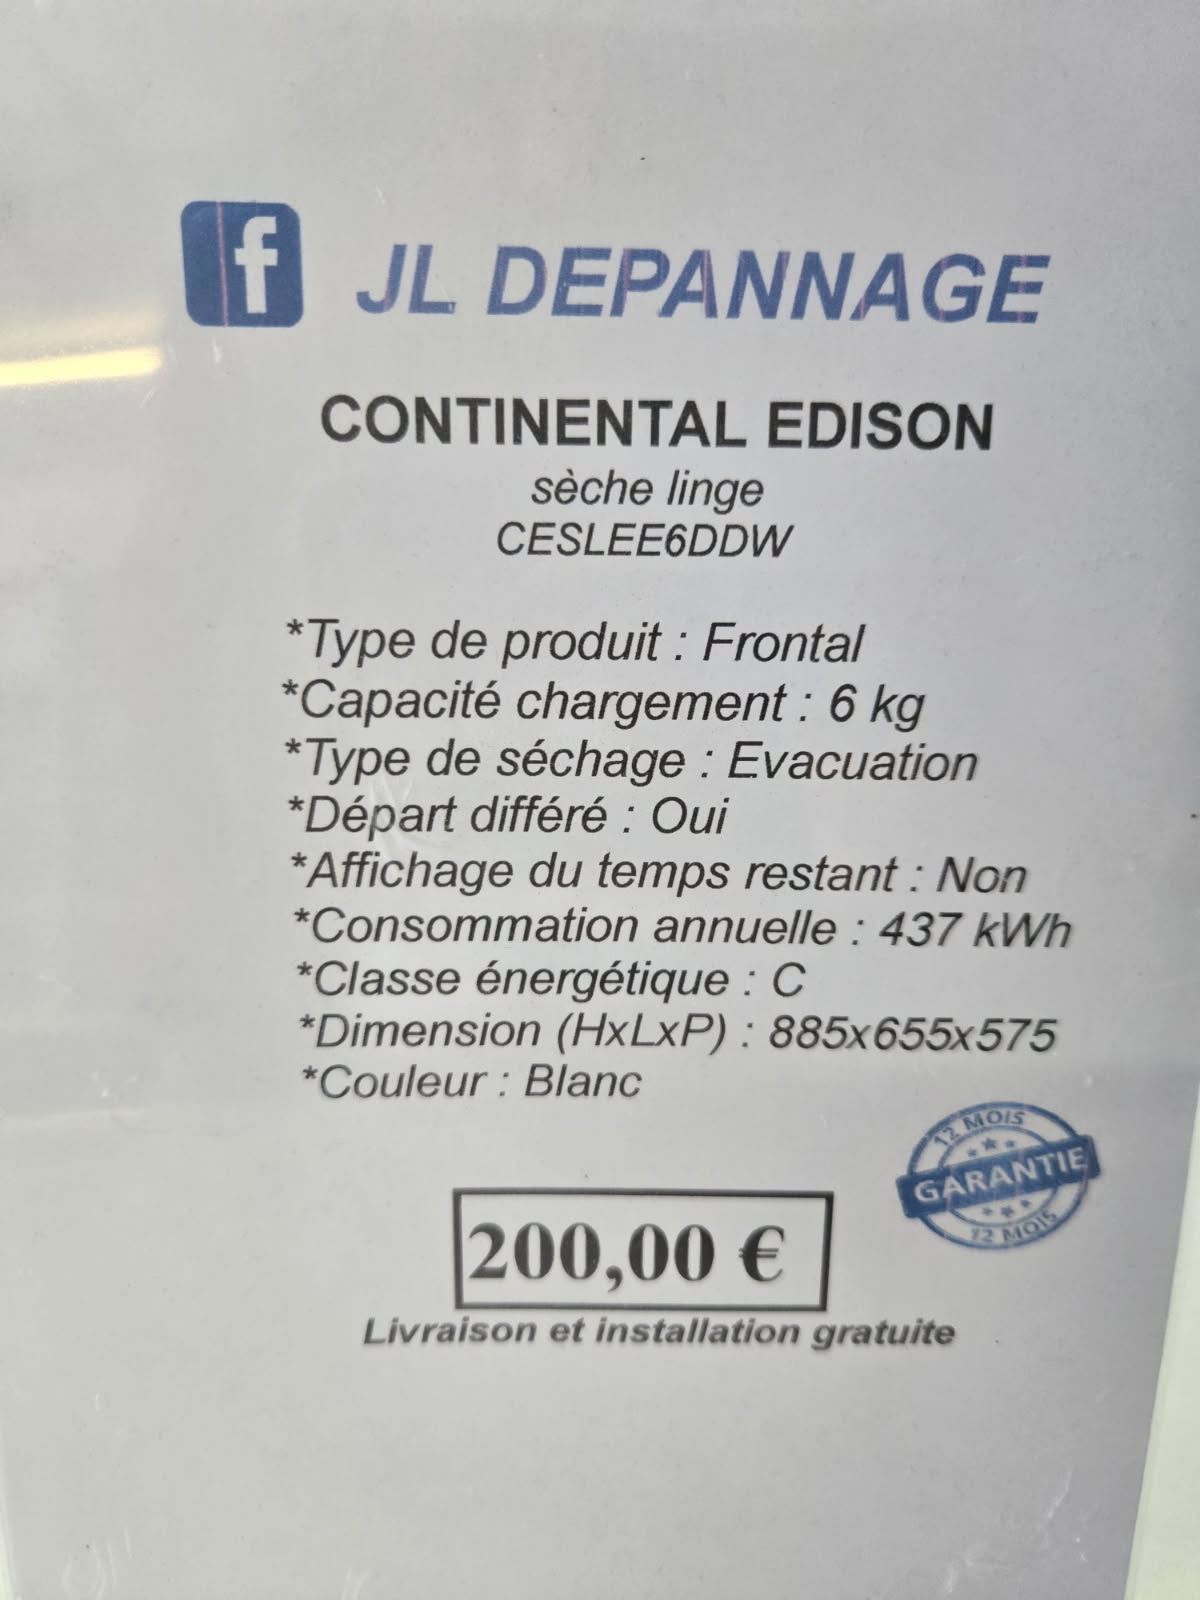 f JL DEPANNAGE
CONTINENTAL EDISON
sèche linge
CESLEE6DDW
*Type de produit : Frontal
*Capacité chargement : 6 kg
*Type de séchage : Evacuation
*Départ différé : Oui
*Affichage du temps restant : Non
*Consommation annuelle : 437 kWh
*Classe énergétique : C
*Dimension (HxLxP) : 885x655x575
*Couleur : Blanc
12 MOIS
GARANTIE
12 MOIS
200,00 €
Livraison et installation gratuite